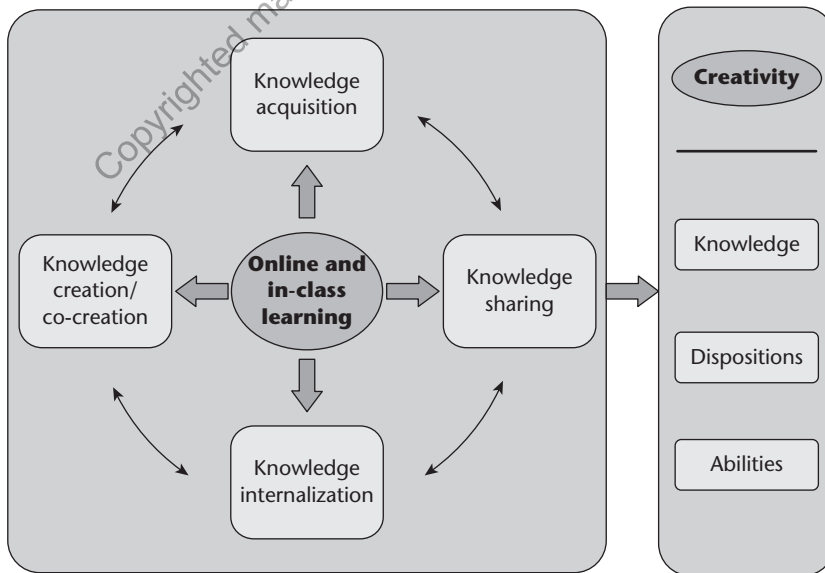 Copyrighted
Knowledge
acquisition
Knowledge
creation/
co-creation
Online and
in-class
learning
Knowledge
sharing
Knowledge
internalization
Creativity
Knowledge
Dispositions
Abilities